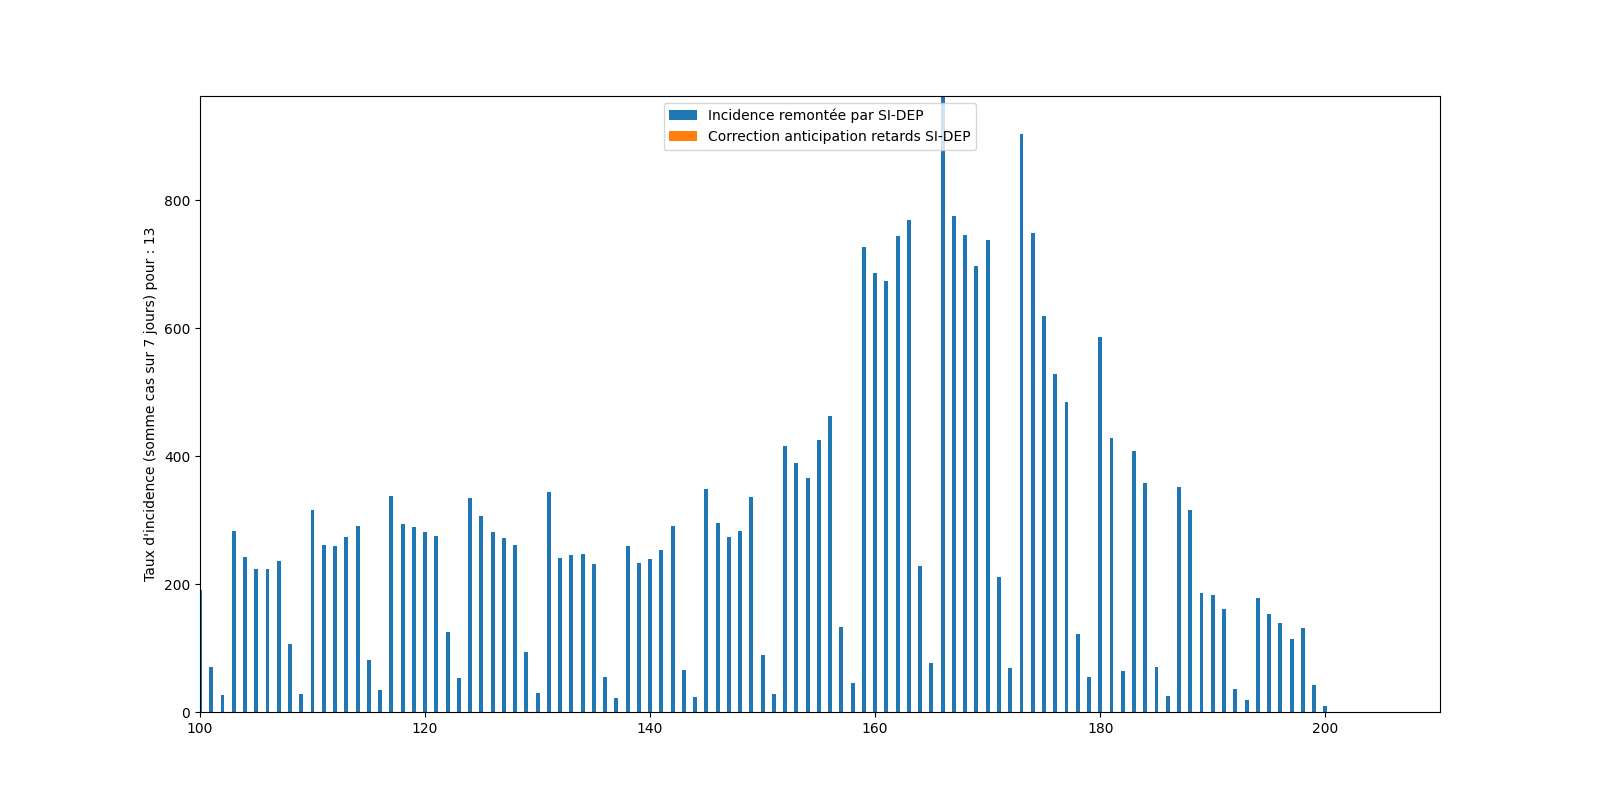 Incidence remontée par SI-DEP
Correction anticipation retards SI-DEP
Taux d'incidence (somme cas sur 7 jours) pour : 13
800
600
400
200
0
100 120 140 160 180 200